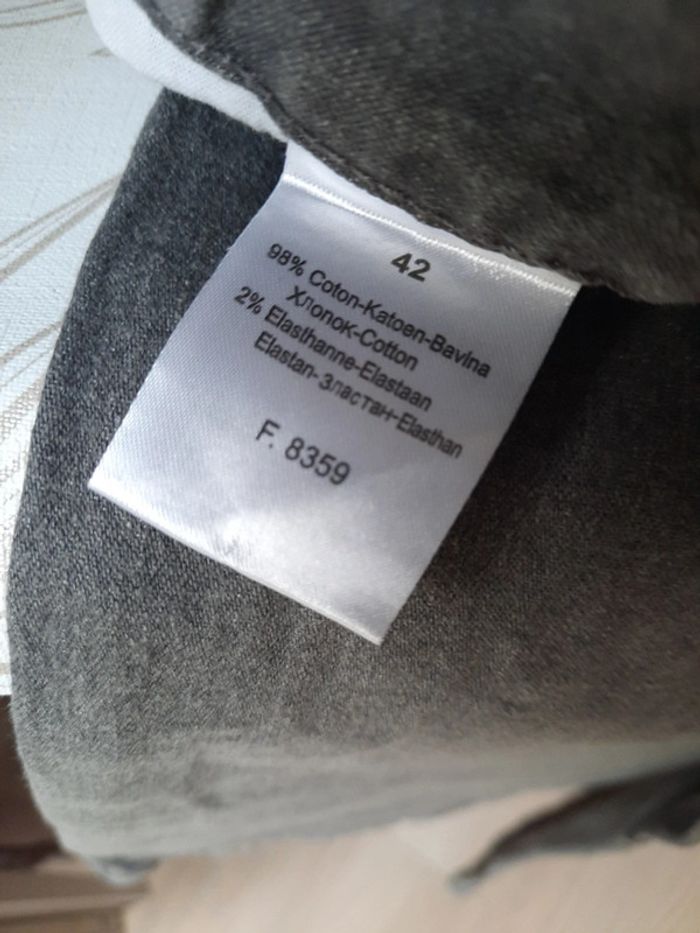 42
98% Coton-Katoen-Bavlna
Хлопок-Cotton
2% Elasthanne-Elastaan
Elastan-Эластан-Elasthan
F. 8359